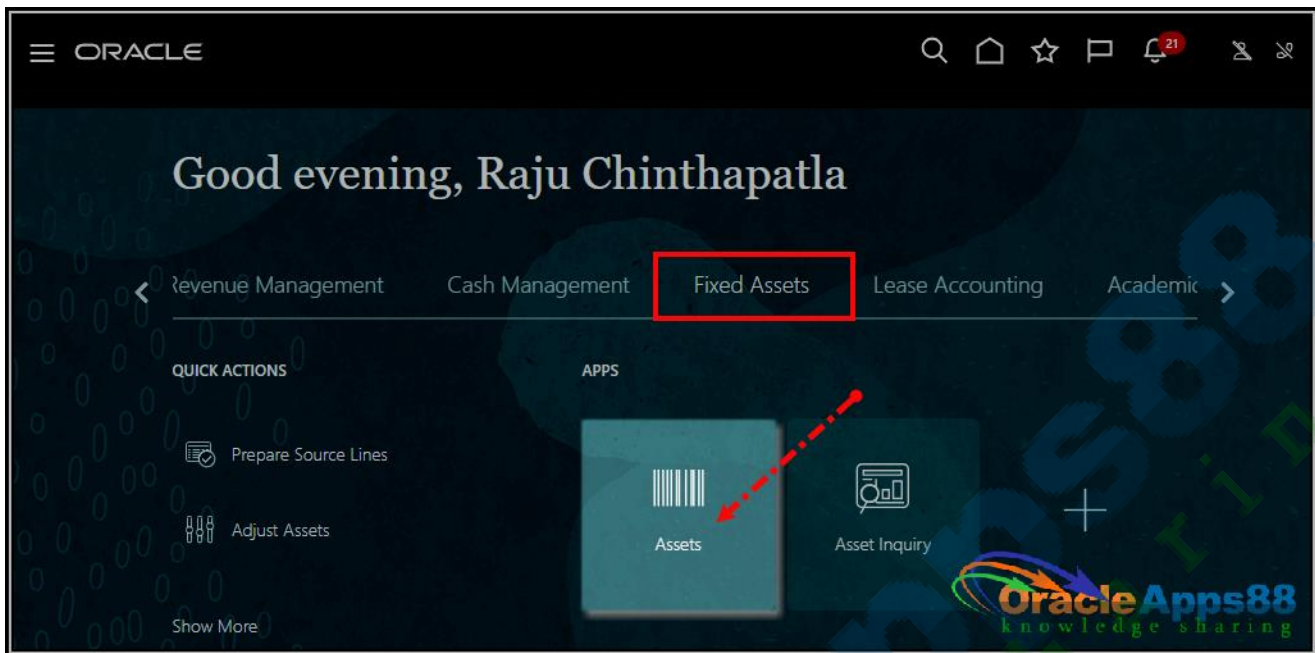 ORACLE
21
Good evening, Raju Chinthapatla
Revenue Management Cash Management Fixed Assets Lease Accounting Academic
QUICK ACTIONS
APPS
Prepare Source Lines
Adjust Assets
Show More
Assets
Asset Inquiry
OracleApps88
knowledge sharing